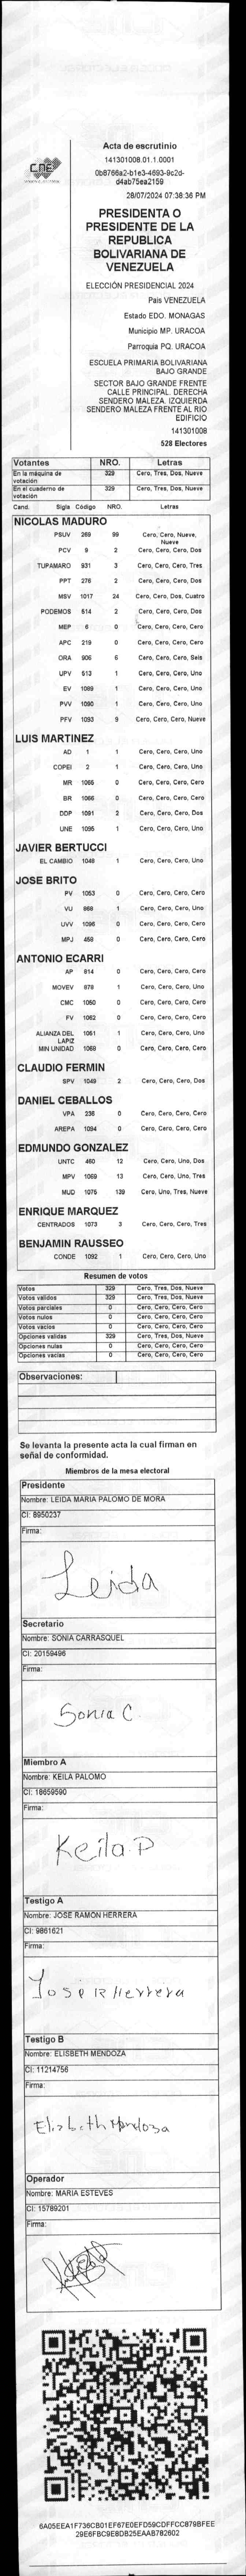 CNE
Acta de escrutinio
141301008.01.1.0001
0b8766a2-b1e3-4693-9c2d-
d4ab75ea2159
28/07/2024 07:38:36 PM
PRESIDENTA O
PRESIDENTE DE LA
REPUBLICA
BOLIVARIANA DE
VENEZUELA
ELECCIÓN PRESIDENCIAL 2024
Pais VENEZUELA
Estado EDO. MONAGAS
Municipio MP. URACOA
Parroquia PQ. URACOA
ESCUELA PRIMARIA BOLIVARIANA
BAJO GRANDE
SECTOR BAJO GRANDE FRENTE
CALLE PRINCIPAL. DERECHA
SENDERO MALEZA. IZQUIERDA
SENDERO MALEZA FRENTE AL RIO
EDIFICIO
141301008
528 Electores
Votantes NRO. Letras
En la máquina de votación 329 Cero, Tres, Dos, Nueve
En el cuaderno de votación 329 Cero, Tres, Dos, Nueve
Cand. Sigla Código NRO. Letras
NICOLAS MADURO
PSUV 269 99 Cero, Cero, Nueve, Nueve
PCV 9 2 Cero, Cero, Cero, Dos
TUPAMARO 931 3 Cero, Cero, Cero, Tres
PPT 276 2 Cero, Cero, Cero, Dos
MSV 1017 24 Cero, Cero, Dos, Cuatro
PODEMOS 614 2 Cero, Cero, Cero, Dos
MEP 6 0 Cero, Cero, Cero, Cero
APC 219 0 Cero, Cero, Cero, Cero
ORA 906 6 Cero, Cero, Cero, Seis
UPV 513 1 Cero, Cero, Cero, Uno
EV 1089 1 Cero, Cero, Cero, Uno
PVV 1090 1 Cero, Cero, Cero, Uno
PFV 1093 9 Cero, Cero, Cero, Nueve
LUIS MARTINEZ
AD 1 1 Cero, Cero, Cero, Uno
COPEI 2 1 Cero, Cero, Cero, Uno
MR 1065 0 Cero, Cero, Cero, Cero
BR 1066 0 Cero, Cero, Cero, Cero
DDP 1091 2 Cero, Cero, Cero, Dos
UNE 1095 1 Cero, Cero, Cero, Uno
JAVIER BERTUCCI
EL CAMBIO 1048 1 Cero, Cero, Cero, Uno
JOSE BRITO
PV 1053 0 Cero, Cero, Cero, Cero
VU 868 1 Cero, Cero, Cero, Uno
UVV 1096 0 Cero, Cero, Cero, Cero
MPJ 458 0 Cero, Cero, Cero, Cero
ANTONIO ECARRI
AP 814 0 Cero, Cero, Cero, Cero
MOVEV 878 1 Cero, Cero, Cero, Uno
CMC 1050 0 Cero, Cero, Cero, Cero
FV 1062 0 Cero, Cero, Cero, Cero
ALIANZA DEL LAPIZ 1051 1 Cero, Cero, Cero, Uno
MIN UNIDAD 1068 0 Cero, Cero, Cero, Cero
CLAUDIO FERMIN
SPV 1049 2 Cero, Cero, Cero, Dos
DANIEL CEBALLOS
VPA 236 0 Cero, Cero, Cero, Cero
AREPA 1094 0 Cero, Cero, Cero, Cero
EDMUNDO GONZALEZ
UNTC 460 12 Cero, Cero, Uno, Dos
MPV 1069 13 Cero, Cero, Uno, Tres
MUD 1075 139 Cero, Uno, Tres, Nueve
ENRIQUE MARQUEZ
CENTRADOS 1073 3 Cero, Cero, Cero, Tres
BENJAMIN RAUSSEO
CONDE 1092 1 Cero, Cero, Cero, Uno
Resumen de votos
Votos 329 Cero, Tres, Dos, Nueve
Votos validos 329 Cero, Tres, Dos, Nueve
Votos parciales 0 Cero, Cero, Cero, Cero
Votos nulos 0 Cero, Cero, Cero, Cero
Votos vacios 0 Cero, Cero, Cero, Cero
Opciones validas 329 Cero, Tres, Dos, Nueve
Opciones nulas 0 Cero, Cero, Cero, Cero
Opciones vacias 0 Cero, Cero, Cero, Cero
Observaciones:
Se levanta la presente acta la cual firman en
señal de conformidad.
Miembros de la mesa electoral
Presidente
Nombre: LEIDA MARIA PALOMO DE MORA
CI: 8950237
Firma:
Leida
Secretario
Nombre: SONIA CARRASQUEL
CI: 20159496
Firma:
Sonia C.
Miembro A
Nombre: KEILA PALOMO
CI: 18659590
Firma:
Keila P
Testigo A
Nombre: JOSE RAMON HERRERA
CI: 9861621
Firma:
Jose R Herrera
Testigo B
Nombre: ELISBETH MENDOZA
CI: 11214756
Firma:
Elisbeth Mendoza
Operador
Nombre: MARIA ESTEVES
CI: 15789201
Firma:
6A05EEA1F736CB01EF67E0EFD59CDFFCC879BFEE
29E6FBC9E8DB25EAAB782602